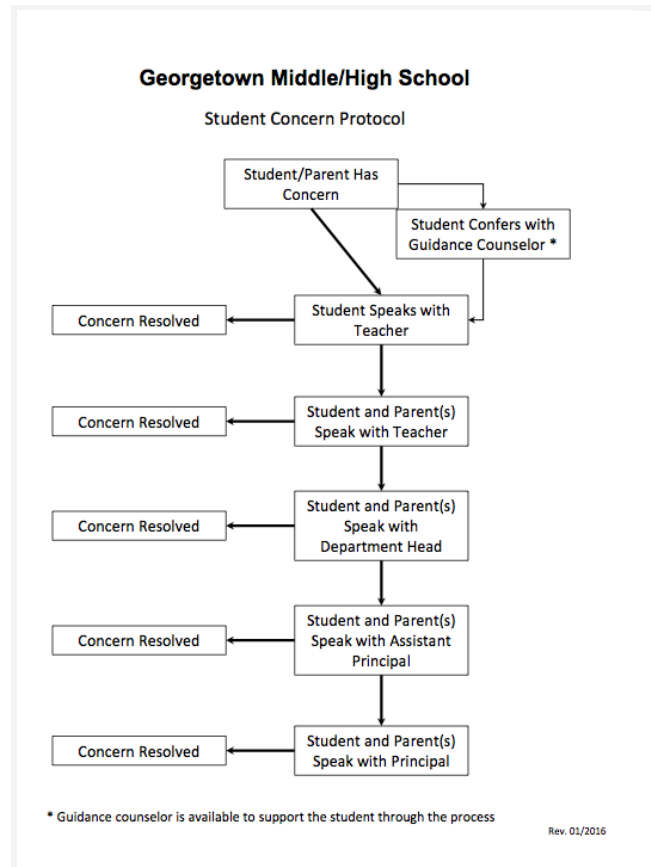 Georgetown Middle/High School
Student Concern Protocol
Student/Parent Has
Concern
Student Confers with
Guidance Counselor *
Student Speaks with
Teacher
Concern Resolved
Student and Parent(s)
Speak with Teacher
Concern Resolved
Student and Parent(s)
Speak with
Department Head
Concern Resolved
Student and Parent(s)
Speak with Assistant
Principal
Concern Resolved
Student and Parent(s)
Speak with Principal
Concern Resolved
* Guidance counselor is available to support the student through the process
Rev. 01/2016